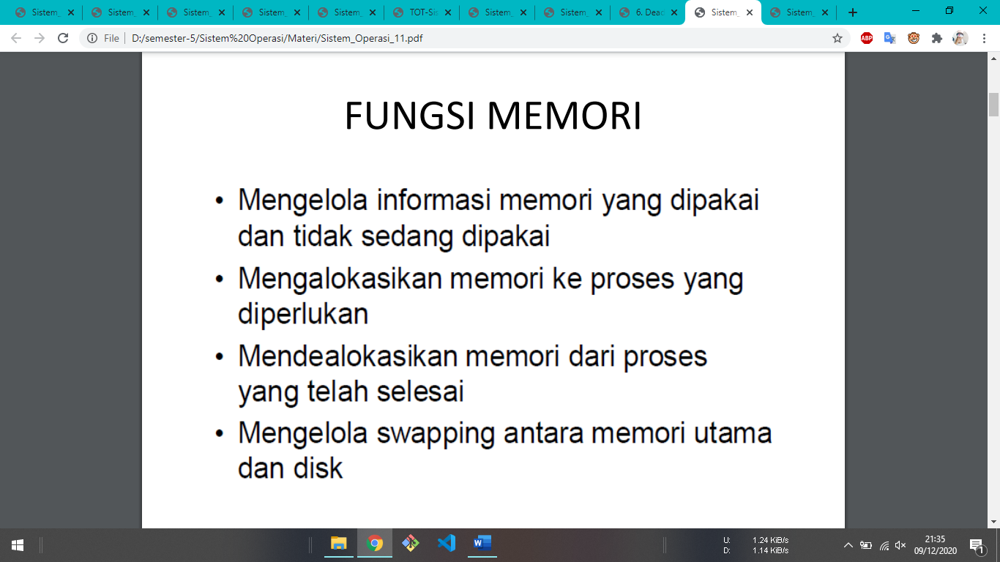 Sistem_
Sistem_
Sistem_
Sistem_
Sistem_
TOT-Sis
Sistem_
Sistem_
6. Dead
Sistem_
Sistem_
File
D:/semester-5/Sistem%20Operasi/Materi/Sistem_Operasi_11.pdf
ABP
FUNGSI MEMORI
• Mengelola informasi memori yang dipakai
dan tidak sedang dipakai
• Mengalokasikan memori ke proses yang
diperlukan
• Mendealokasikan memori dari proses
yang telah selesai
• Mengelola swapping antara memori utama
dan disk
U: 1.24 KiB/s
D: 1.14 KiB/s
21:35
09/12/2020
1